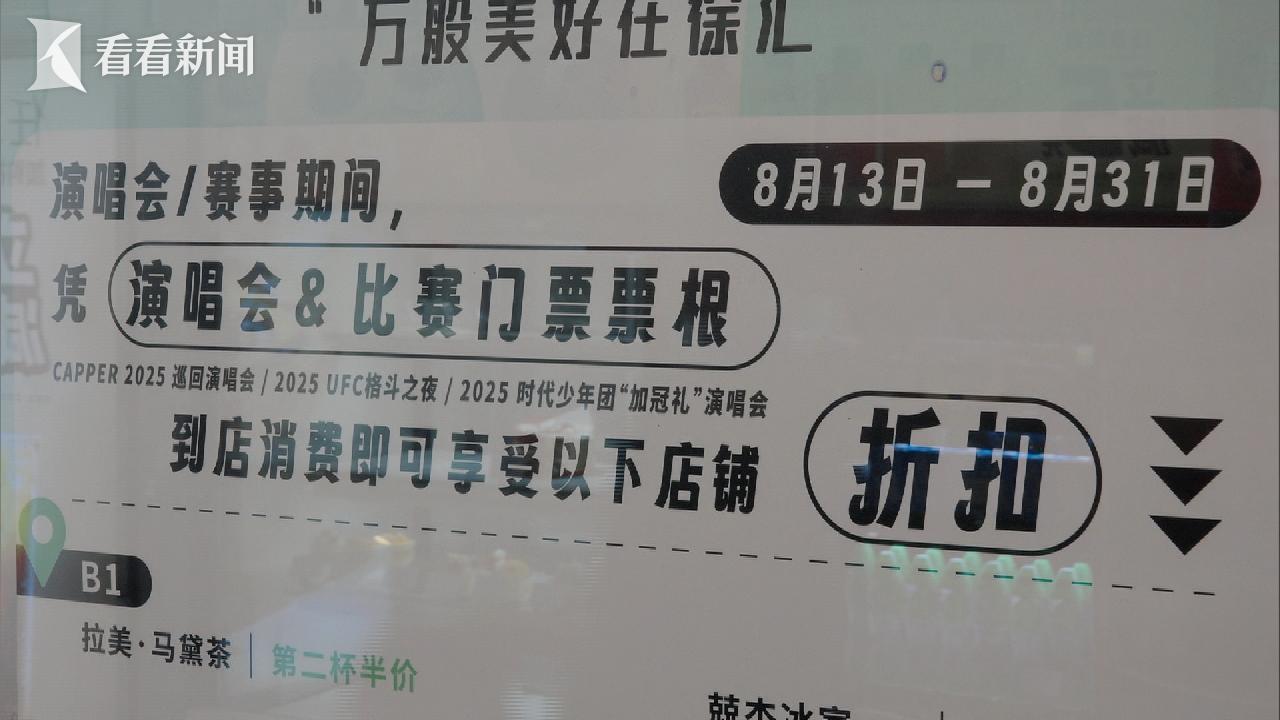 看看新闻
"万般美好在徐汇
演唱会/赛事期间,
8月13日 — 8月31日
凭 演唱会&比赛门票票根
CAPPER 2025 巡回演唱会 / 2025 UFC格斗之夜 / 2025 时代少年团“加冠礼”演唱会
到店消费即可享受以下店铺 折扣
B1
拉美·马黛茶 | 第二杯半价
兢杰冰室